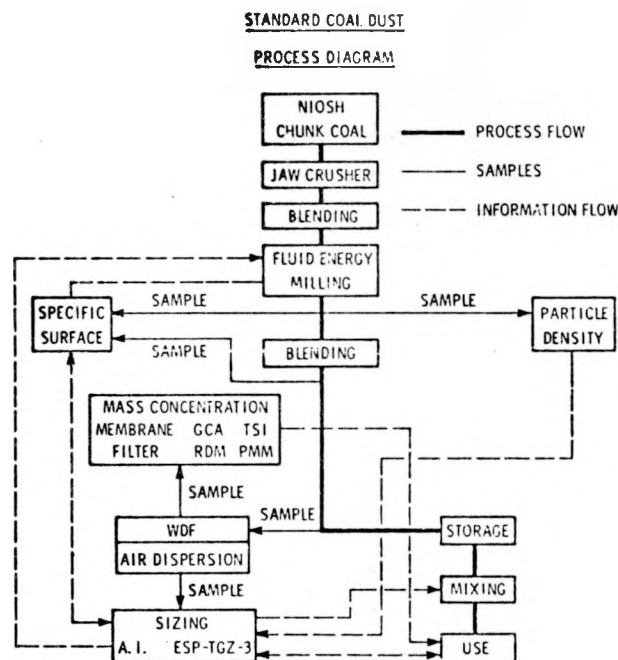 STANDARD COAL DUST
PROCESS DIAGRAM
NIOSH
CHUNK COAL
PROCESS FLOW
JAW CRUSHER
SAMPLES
BLENDING
INFORMATION FLOW
FLUID ENERGY
MILLING
SAMPLE
SAMPLE
SPECIFIC
SURFACE
PARTICLE
DENSITY
SAMPLE
BLENDING
MASS CONCENTRATION
MEMBRANE GCA TSI
FILTER RDM PMM
SAMPLE
SAMPLE
WDF
STORAGE
AIR DISPERSION
SAMPLE
MIXING
SIZING
A.I. ESP-TGZ-3
USE